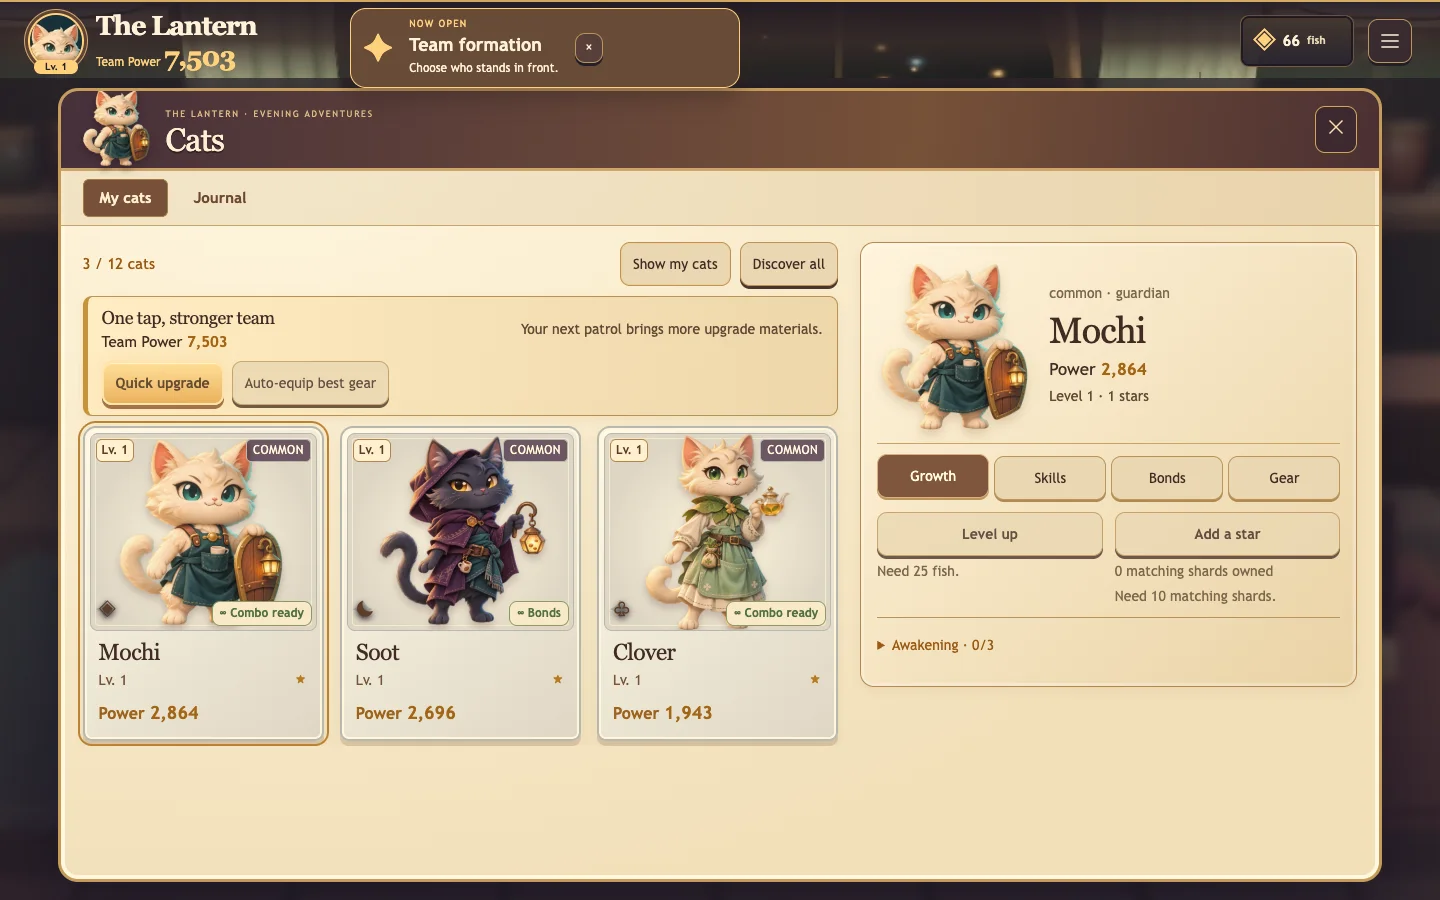 The Lantern
Team Power 7,503
Lv. 1
NOW OPEN
Team formation
Choose who stands in front.
×
66 fish
THE LANTERN · EVENING ADVENTURES
Cats
My cats
Journal
3 / 12 cats
Show my cats
Discover all
One tap, stronger team
Team Power 7,503
Your next patrol brings more upgrade materials.
Quick upgrade
Auto-equip best gear
Lv. 1
COMMON
∞ Combo ready
Mochi
Lv. 1
★
Power 2,864
Lv. 1
COMMON
∞ Bonds
Soot
Lv. 1
★
Power 2,696
Lv. 1
COMMON
∞ Combo ready
Clover
Lv. 1
★
Power 1,943
common · guardian
Mochi
Power 2,864
Level 1 · 1 stars
Growth
Skills
Bonds
Gear
Level up
Add a star
Need 25 fish.
0 matching shards owned
Need 10 matching shards.
▶ Awakening · 0/3